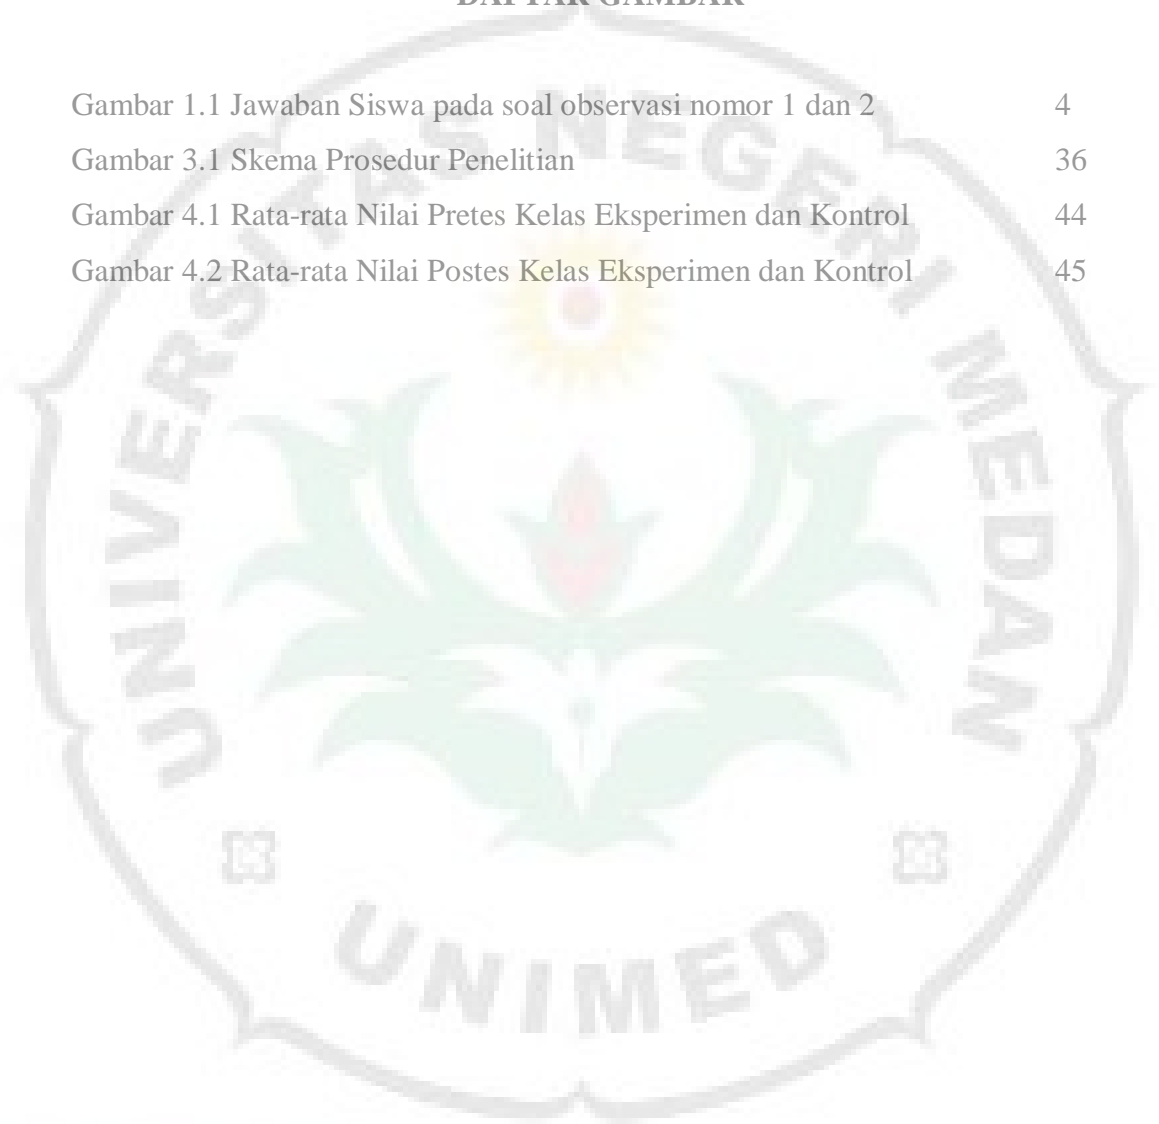 DAFTAR GAMBAR
Gambar 1.1 Jawaban Siswa pada soal observasi nomor 1 dan 2 4
Gambar 3.1 Skema Prosedur Penelitian 36
Gambar 4.1 Rata-rata Nilai Pretes Kelas Eksperimen dan Kontrol 44
Gambar 4.2 Rata-rata Nilai Postes Kelas Eksperimen dan Kontrol 45
UNIVERSITAS NEGERI MEDAN
UNIMED